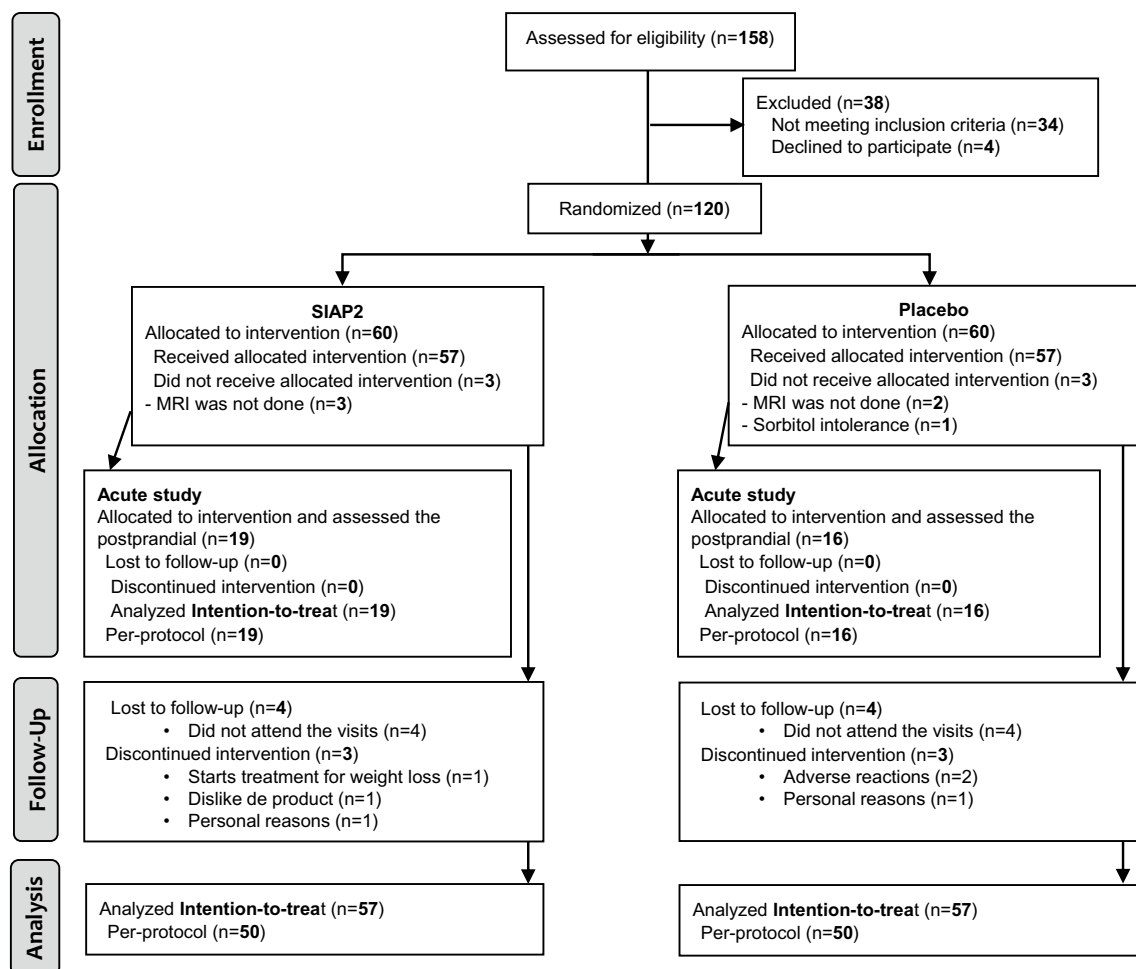 Enrollment
Assessed for eligibility (n=158)
Excluded (n=38)
Not meeting inclusion criteria (n=34)
Declined to participate (n=4)
Allocation
Randomized (n=120)
SIAP2
Allocated to intervention (n=60)
Received allocated intervention (n=57)
Did not receive allocated intervention (n=3)
- MRI was not done (n=3)
Placebo
Allocated to intervention (n=60)
Received allocated intervention (n=57)
Did not receive allocated intervention (n=3)
- MRI was not done (n=2)
- Sorbitol intolerance (n=1)
Acute study
Allocated to intervention and assessed the
postprandial (n=19)
Lost to follow-up (n=0)
Discontinued intervention (n=0)
Analyzed Intention-to-treat (n=19)
Per-protocol (n=19)
Acute study
Allocated to intervention and assessed the
postprandial (n=16)
Lost to follow-up (n=0)
Discontinued intervention (n=0)
Analyzed Intention-to-treat (n=16)
Per-protocol (n=16)
Follow-Up
Lost to follow-up (n=4)
• Did not attend the visits (n=4)
Discontinued intervention (n=3)
• Starts treatment for weight loss (n=1)
• Dislike de product (n=1)
• Personal reasons (n=1)
Lost to follow-up (n=4)
• Did not attend the visits (n=4)
Discontinued intervention (n=3)
• Adverse reactions (n=2)
• Personal reasons (n=1)
Analysis
Analyzed Intention-to-treat (n=57)
Per-protocol (n=50)
Analyzed Intention-to-treat (n=57)
Per-protocol (n=50)